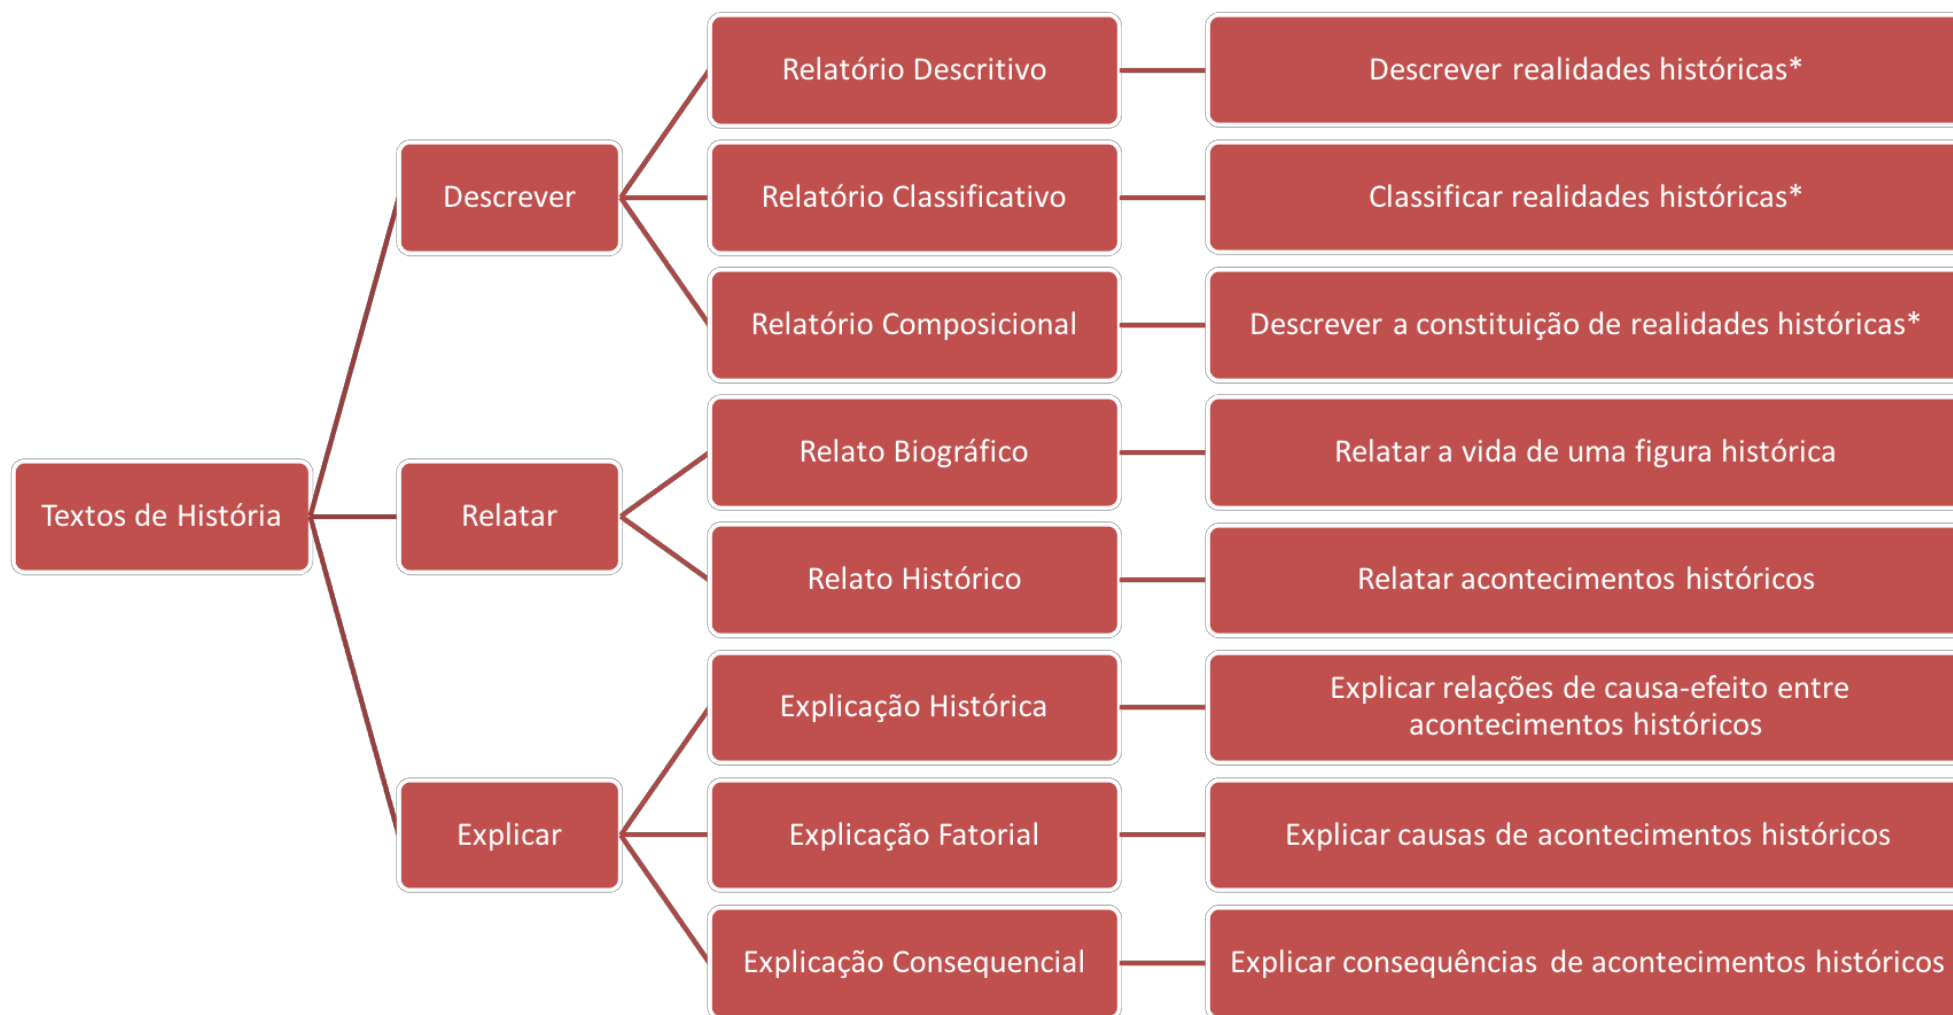 Textos de História
Descrever
Relatório Descritivo
Descrever realidades históricas*
Relatório Classificativo
Classificar realidades históricas*
Relatório Composicional
Descrever a constituição de realidades históricas*
Relatar
Relato Biográfico
Relatar a vida de uma figura histórica
Relato Histórico
Relatar acontecimentos históricos
Explicar
Explicação Histórica
Explicar relações de causa-efeito entre
acontecimentos históricos
Explicação Fatorial
Explicar causas de acontecimentos históricos
Explicação Consequencial
Explicar consequências de acontecimentos históricos